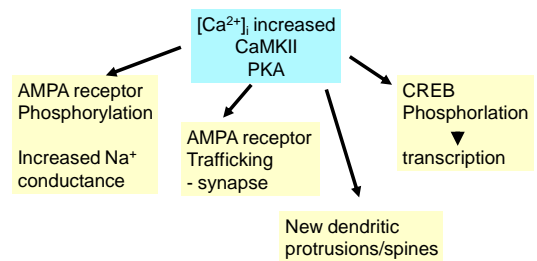 [Ca²⁺]ᵢ increased
CaMKII
PKA
AMPA receptor
Phosphorylation
Increased Na⁺
conductance
AMPA receptor
Trafficking
- synapse
New dendritic
protrusions/spines
CREB
Phosphorlation
transcription